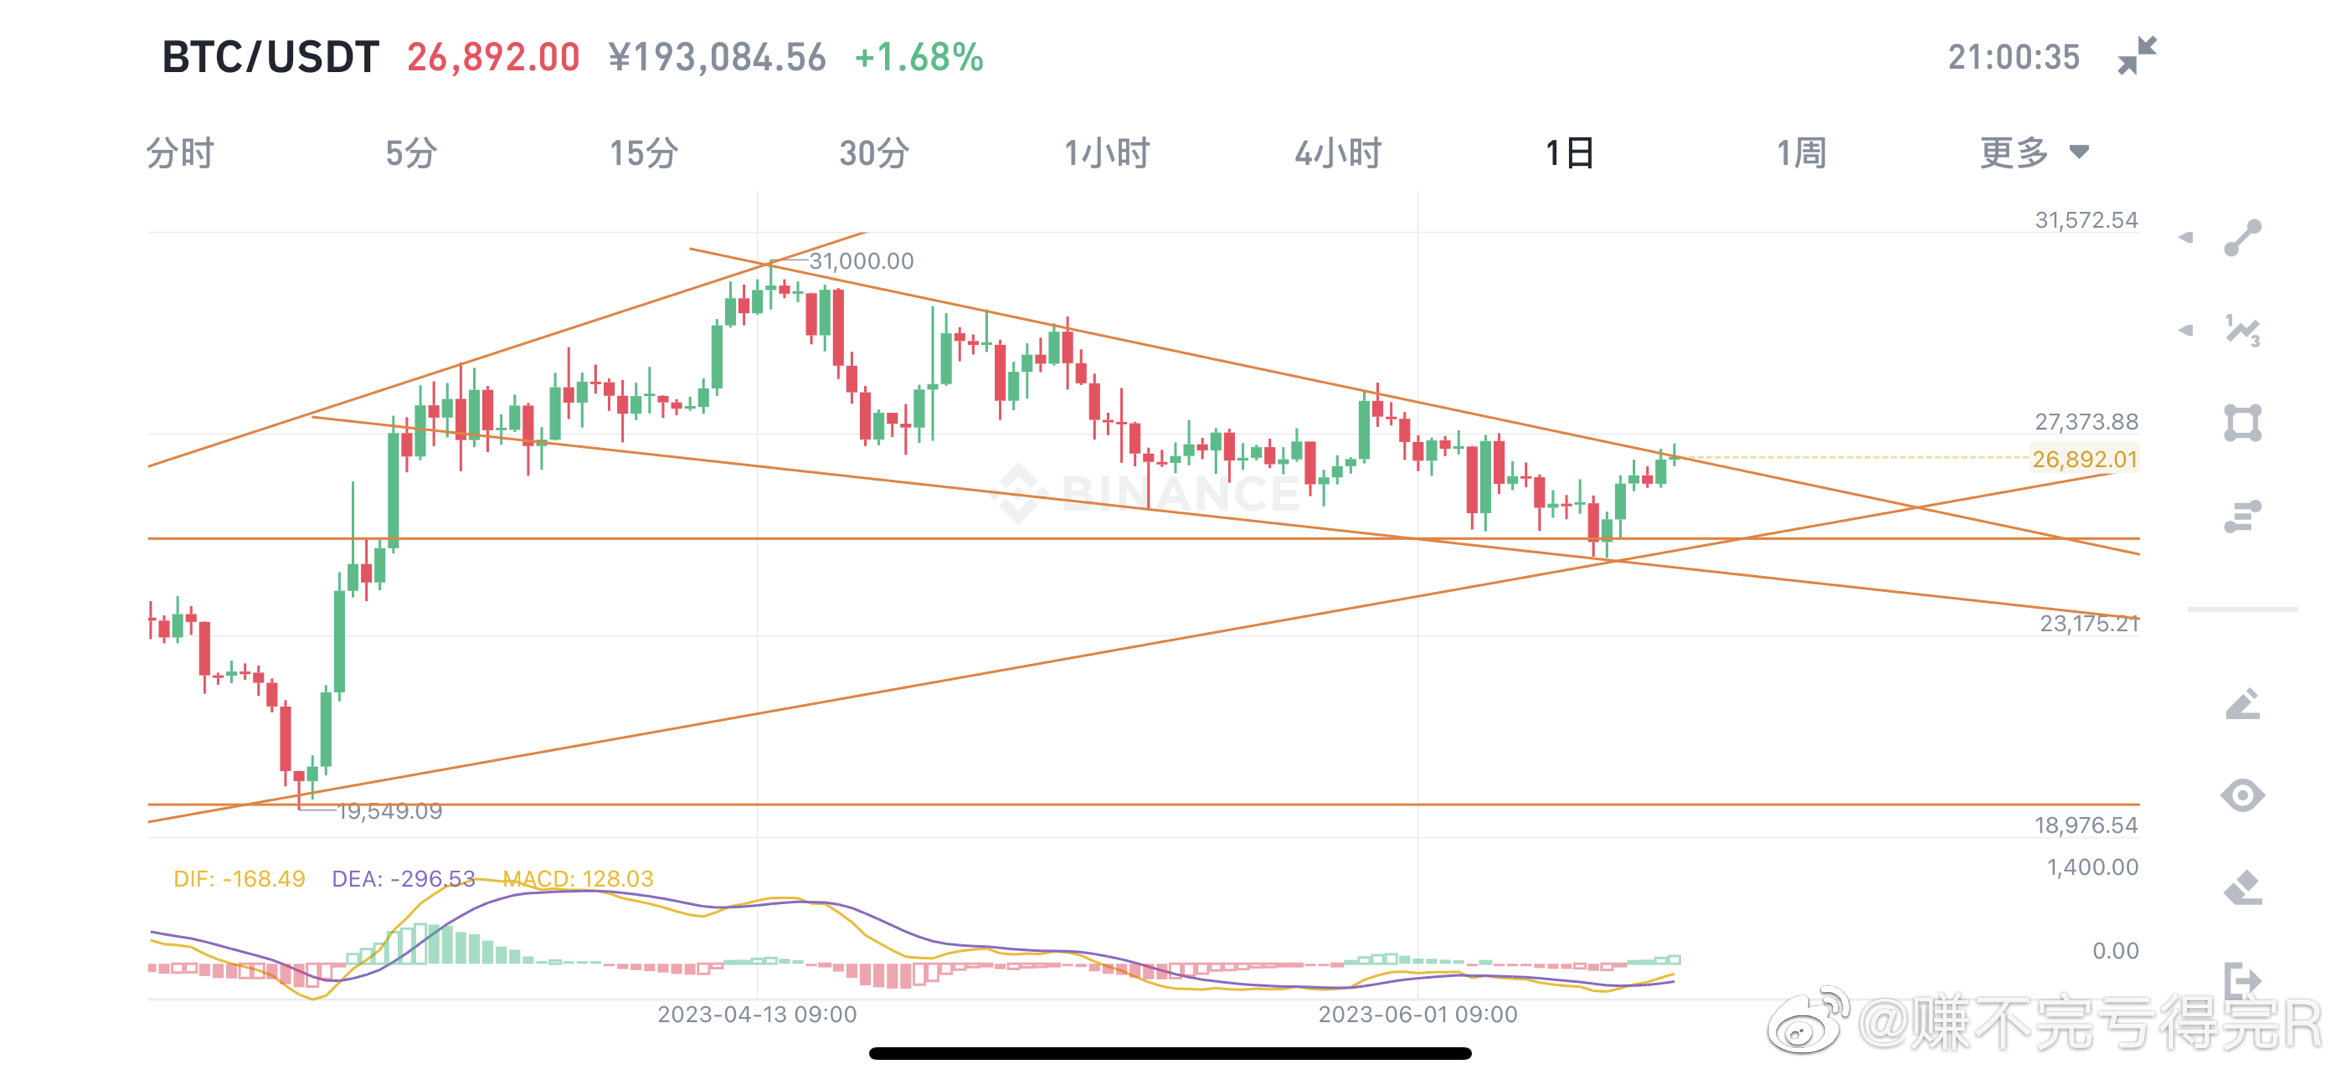 BTC/USDT 26,892.00 ¥193,084.56 +1.68% 21:00:35
分时 5分 15分 30分 1小时 4小时 1日 1周 更多
31,572.54
31,000.00
27,373.88
26,892.01
BINANCE
23,175.21
19,549.09
18,976.54
DIF: -168.49 DEA: -296.53 MACD: 128.03
1,400.00
0.00
2023-04-13 09:00 2023-06-01 09:00
@赚不完亏得完R